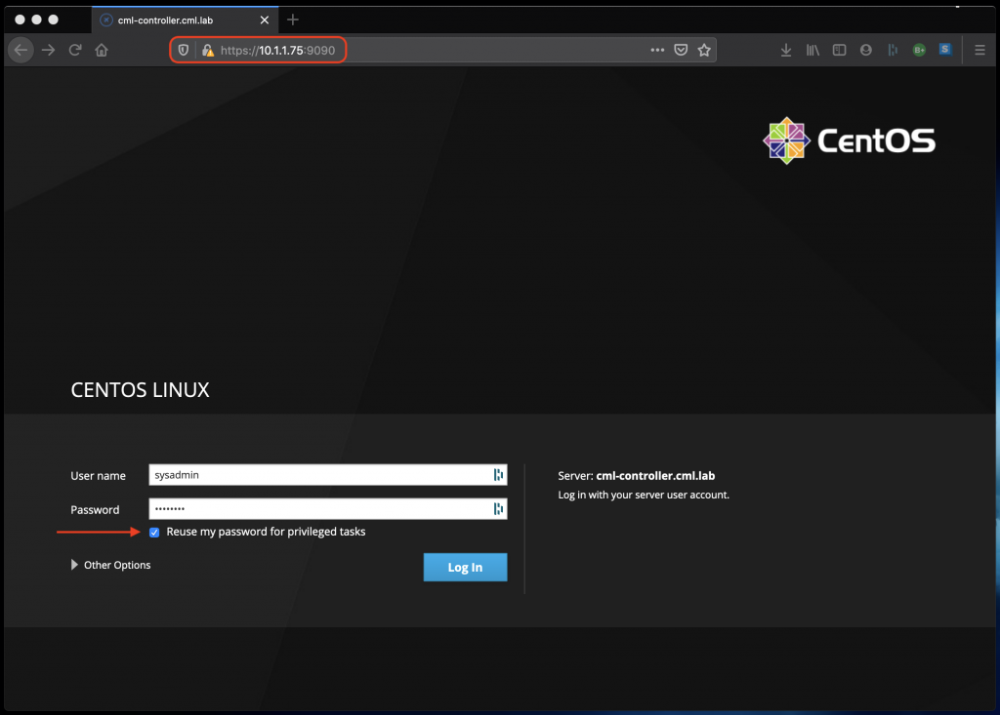 cml-controller.cml.lab
https://10.1.1.75:9090
B+
S
CentOS
CENTOS LINUX
User name
sysadmin
Password
••••••••
Reuse my password for privileged tasks
Other Options
Log In
Server: cml-controller.cml.lab
Log in with your server user account.